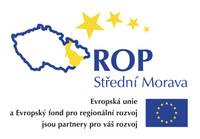 ROP
Střední Morava
Evropská unie
a Evropský fond pro regionální rozvoj
jsou partnery pro váš rozvoj